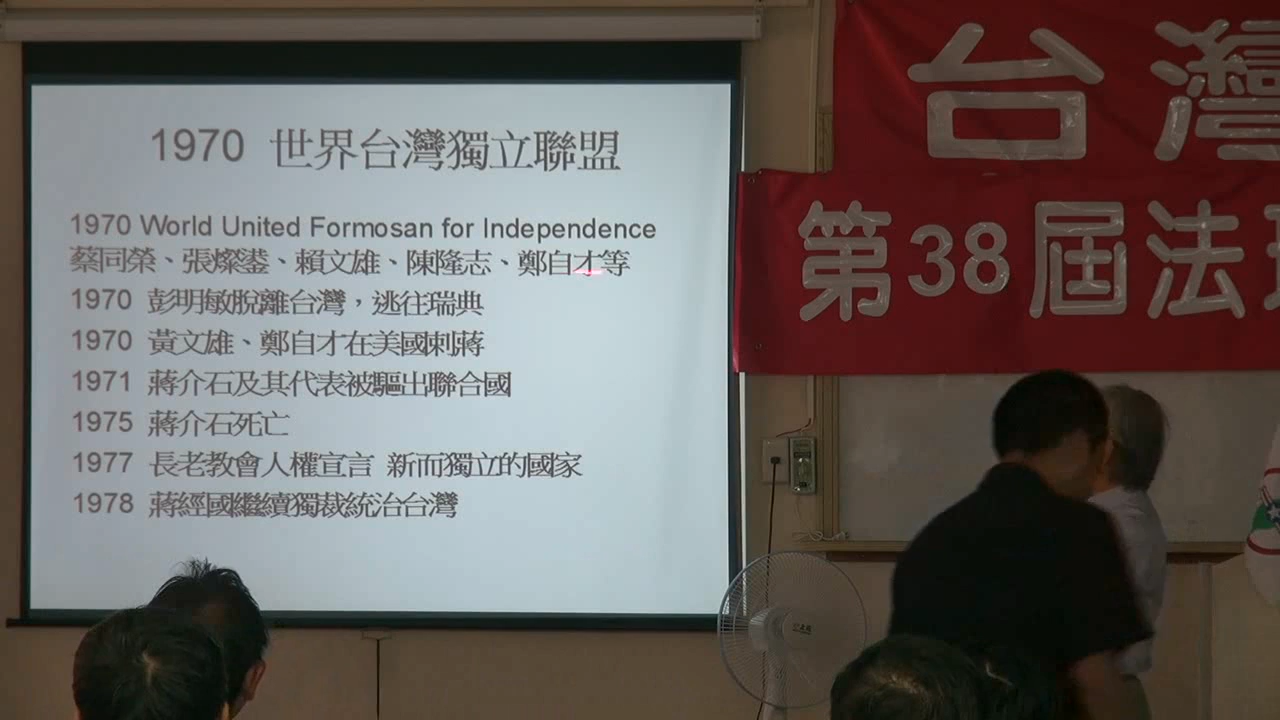 1970 世界台灣獨立聯盟
1970 World United Formosan for Independence
蔡同榮、張燦鍙、賴文雄、陳隆志、鄭自才等
1970 彭明敏脫離台灣，逃往瑞典
1970 黃文雄、鄭自才在美國刺蔣
1971 蔣介石及其代表被驅出聯合國
1975 蔣介石死亡
1977 長老教會人權宣言 新而獨立的國家
1978 蔣經國繼續獨裁統治台灣
台灣
第38屆法